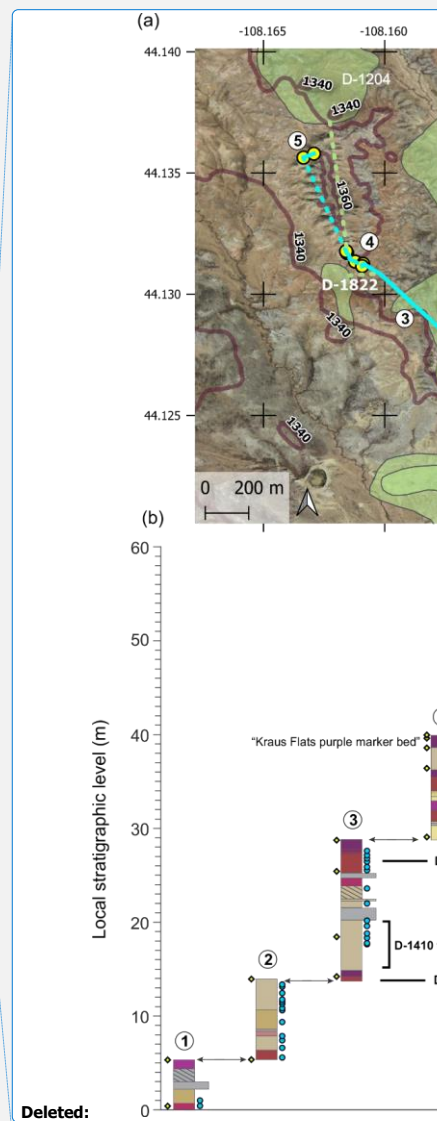 (a)
-108.165 -108.160
44.140
1340
D-1204
1340
5
44.135
1360
4
1340
D-1822
44.130
3
1340
44.125
1340
0 200 m
(b)
60
50
Local stratigraphic level (m)
40
"Kraus Flats purple marker bed"
3
30
D
20
D-1410
2
D
10
1
0
Deleted: